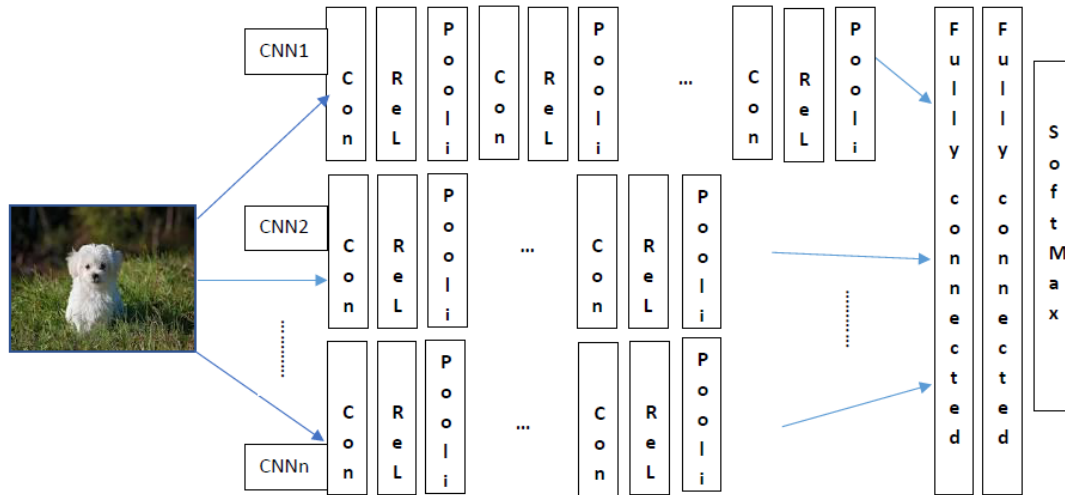 CNN1
Con
ReL
Pooli
Con
ReL
Pooli
...
Con
ReL
Pooli
CNN2
Con
ReL
Pooli
...
Con
ReL
Pooli
CNNn
Con
ReL
Pooli
...
Con
ReL
Pooli
Fully connected
Fully connected
SoftMax